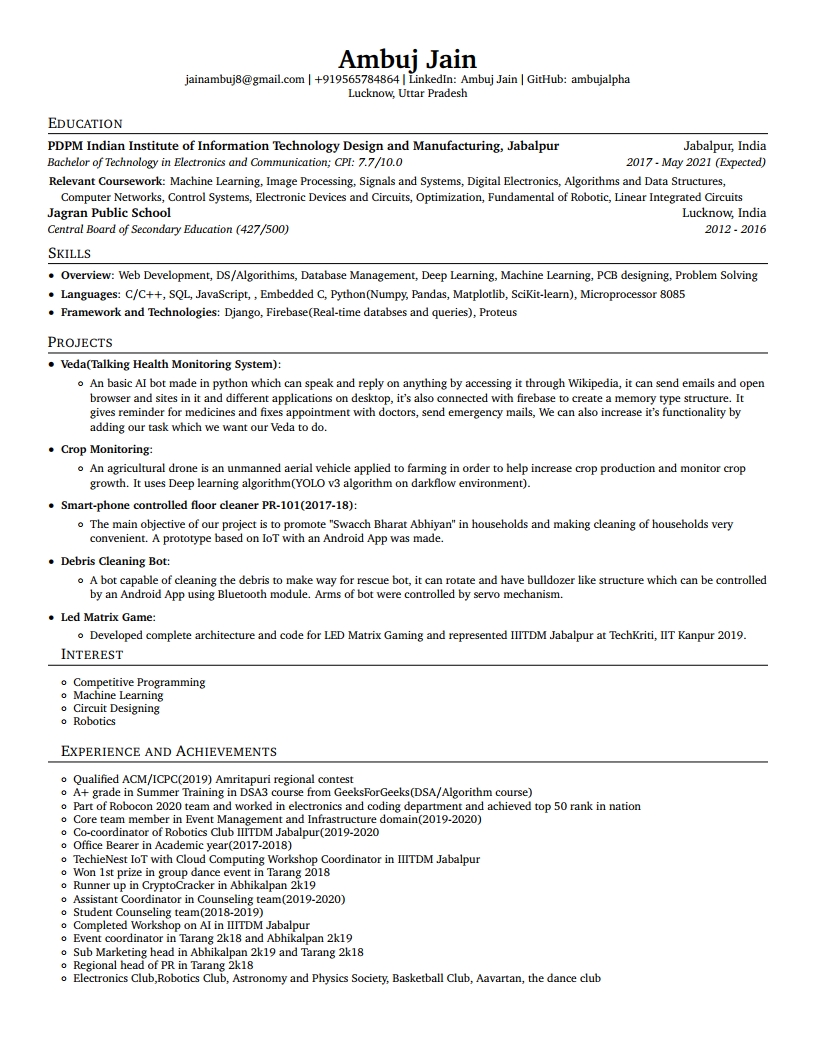 Ambuj Jain
jainambuj8@gmail.com | +919565784864 | LinkedIn: Ambuj Jain | GitHub: ambujalpha
Lucknow, Uttar Pradesh
Education
PDPM Indian Institute of Information Technology Design and Manufacturing, Jabalpur Jabalpur, India
Bachelor of Technology in Electronics and Communication; CPI: 7.7/10.0 2017 - May 2021 (Expected)
Relevant Coursework: Machine Learning, Image Processing, Signals and Systems, Digital Electronics, Algorithms and Data Structures,
Computer Networks, Control Systems, Electronic Devices and Circuits, Optimization, Fundamental of Robotic, Linear Integrated Circuits
Jagran Public School Lucknow, India
Central Board of Secondary Education (427/500) 2012 - 2016
Skills
• Overview: Web Development, DS/Algorithims, Database Management, Deep Learning, Machine Learning, PCB designing, Problem Solving
• Languages: C/C++, SQL, JavaScript, , Embedded C, Python(Numpy, Pandas, Matplotlib, SciKit-learn), Microprocessor 8085
• Framework and Technologies: Django, Firebase(Real-time databses and queries), Proteus
Projects
• Veda(Talking Health Monitoring System):
◦ An basic AI bot made in python which can speak and reply on anything by accessing it through Wikipedia, it can send emails and open
browser and sites in it and different applications on desktop, it's also connected with firebase to create a memory type structure. It
gives reminder for medicines and fixes appointment with doctors, send emergency mails, We can also increase it's functionality by
adding our task which we want our Veda to do.
• Crop Monitoring:
◦ An agricultural drone is an unmanned aerial vehicle applied to farming in order to help increase crop production and monitor crop
growth. It uses Deep learning algorithm(YOLO v3 algorithm on darkflow environment).
• Smart-phone controlled floor cleaner PR-101(2017-18):
◦ The main objective of our project is to promote "Swacch Bharat Abhiyan" in households and making cleaning of households very
convenient. A prototype based on IoT with an Android App was made.
• Debris Cleaning Bot:
◦ A bot capable of cleaning the debris to make way for rescue bot, it can rotate and have bulldozer like structure which can be controlled
by an Android App using Bluetooth module. Arms of bot were controlled by servo mechanism.
• Led Matrix Game:
◦ Developed complete architecture and code for LED Matrix Gaming and represented IIITDM Jabalpur at TechKriti, IIT Kanpur 2019.
Interest
◦ Competitive Programming
◦ Machine Learning
◦ Circuit Designing
◦ Robotics
Experience and Achievements
◦ Qualified ACM/ICPC(2019) Amritapuri regional contest
◦ A+ grade in Summer Training in DSA3 course from GeeksForGeeks(DSA/Algorithm course)
◦ Part of Robocon 2020 team and worked in electronics and coding department and achieved top 50 rank in nation
◦ Core team member in Event Management and Infrastructure domain(2019-2020)
◦ Co-coordinator of Robotics Club IIITDM Jabalpur(2019-2020
◦ Office Bearer in Academic year(2017-2018)
◦ TechieNest IoT with Cloud Computing Workshop Coordinator in IIITDM Jabalpur
◦ Won 1st prize in group dance event in Tarang 2018
◦ Runner up in CryptoCracker in Abhikalpan 2k19
◦ Assistant Coordinator in Counseling team(2019-2020)
◦ Student Counseling team(2018-2019)
◦ Completed Workshop on AI in IIITDM Jabalpur
◦ Event coordinator in Tarang 2k18 and Abhikalpan 2k19
◦ Sub Marketing head in Abhikalpan 2k19 and Tarang 2k18
◦ Regional head of PR in Tarang 2k18
◦ Electronics Club,Robotics Club, Astronomy and Physics Society, Basketball Club, Aavartan, the dance club